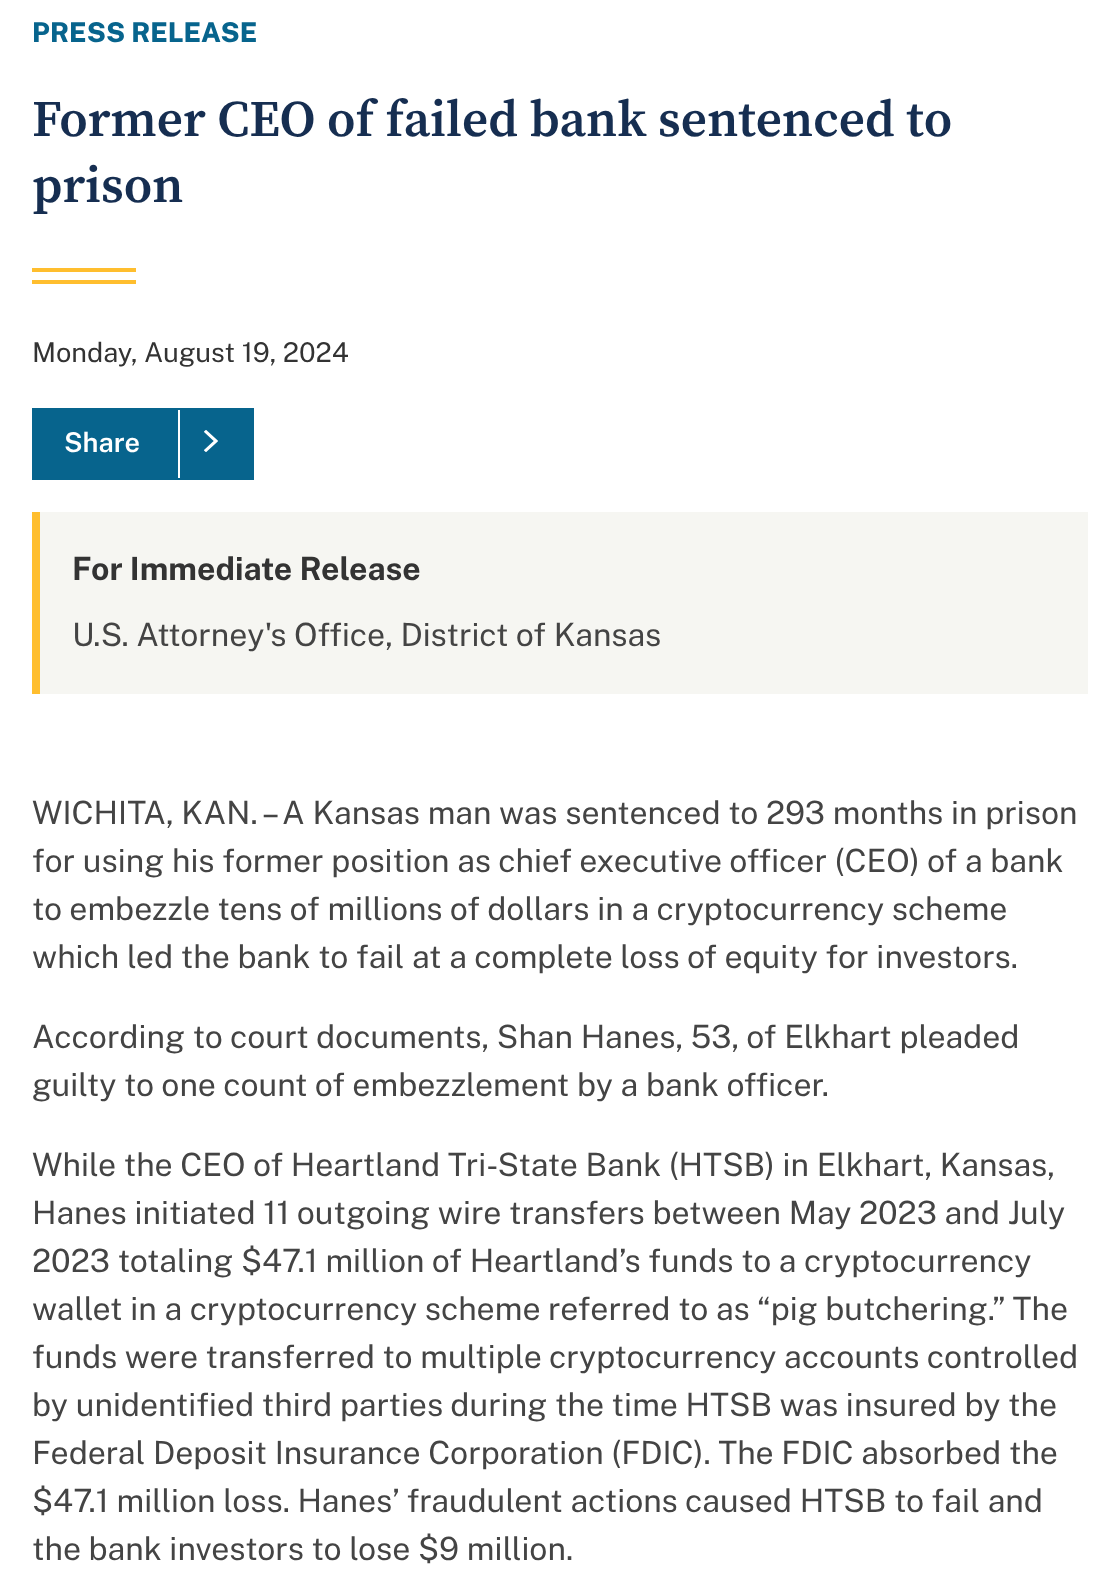 PRESS RELEASE
Former CEO of failed bank sentenced to
prison
Monday, August 19, 2024
Share
For Immediate Release
U.S. Attorney's Office, District of Kansas
WICHITA, KAN. – A Kansas man was sentenced to 293 months in prison
for using his former position as chief executive officer (CEO) of a bank
to embezzle tens of millions of dollars in a cryptocurrency scheme
which led the bank to fail at a complete loss of equity for investors.
According to court documents, Shan Hanes, 53, of Elkhart pleaded
guilty to one count of embezzlement by a bank officer.
While the CEO of Heartland Tri-State Bank (HTSB) in Elkhart, Kansas,
Hanes initiated 11 outgoing wire transfers between May 2023 and July
2023 totaling $47.1 million of Heartland’s funds to a cryptocurrency
wallet in a cryptocurrency scheme referred to as “pig butchering.” The
funds were transferred to multiple cryptocurrency accounts controlled
by unidentified third parties during the time HTSB was insured by the
Federal Deposit Insurance Corporation (FDIC). The FDIC absorbed the
$47.1 million loss. Hanes’ fraudulent actions caused HTSB to fail and
the bank investors to lose $9 million.